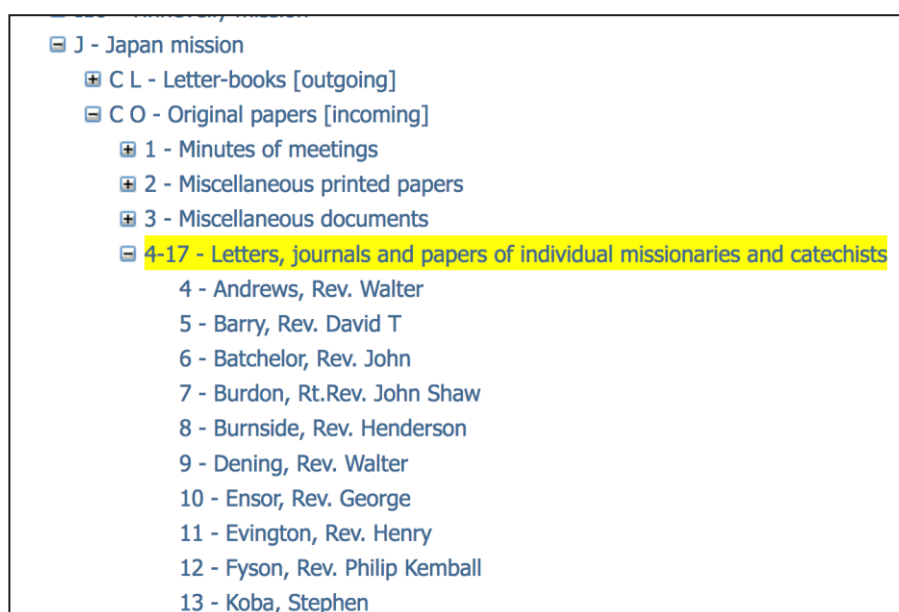 J - Japan mission
C L - Letter-books [outgoing]
C O - Original papers [incoming]
1 - Minutes of meetings
2 - Miscellaneous printed papers
3 - Miscellaneous documents
4-17 - Letters, journals and papers of individual missionaries and catechists
4 - Andrews, Rev. Walter
5 - Barry, Rev. David T
6 - Batchelor, Rev. John
7 - Burdon, Rt.Rev. John Shaw
8 - Burnside, Rev. Henderson
9 - Dening, Rev. Walter
10 - Ensor, Rev. George
11 - Evington, Rev. Henry
12 - Fyson, Rev. Philip Kemball
13 - Koba, Stephen